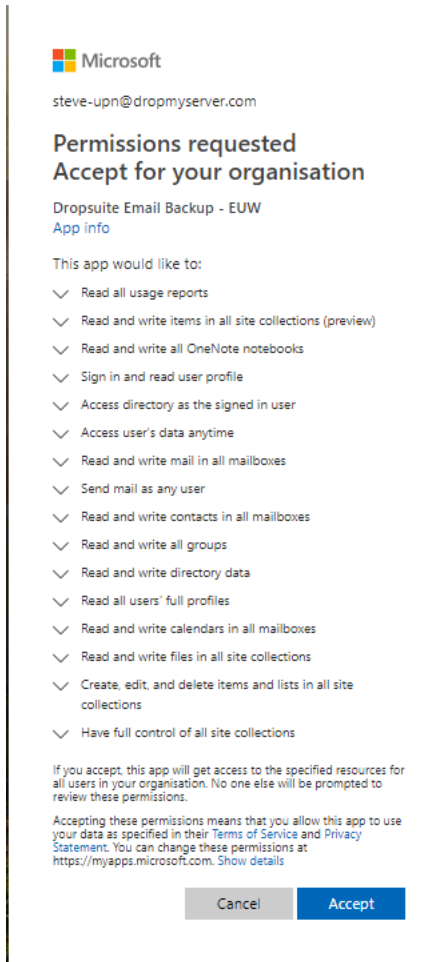 Microsoft
steve-upn@dropmyserver.com
Permissions requested
Accept for your organisation
Dropsuite Email Backup - EUW
App info
This app would like to:
Read all usage reports
Read and write items in all site collections (preview)
Read and write all OneNote notebooks
Sign in and read user profile
Access directory as the signed in user
Access user's data anytime
Read and write mail in all mailboxes
Send mail as any user
Read and write contacts in all mailboxes
Read and write all groups
Read and write directory data
Read all users' full profiles
Read and write calendars in all mailboxes
Read and write files in all site collections
Create, edit, and delete items and lists in all site
collections
Have full control of all site collections
If you accept, this app will get access to the specified resources for
all users in your organisation. No one else will be prompted to
review these permissions.
Accepting these permissions means that you allow this app to use
your data as specified in their Terms of Service and Privacy
Statement. You can change these permissions at
https://myapps.microsoft.com. Show details
Cancel
Accept